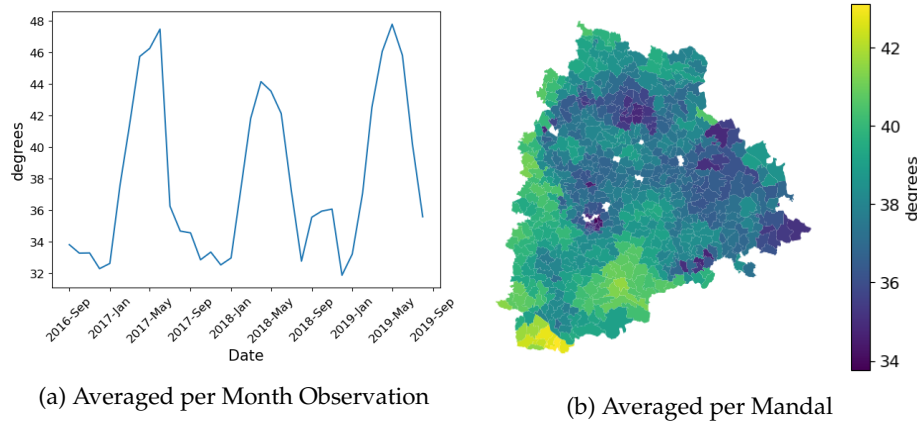 48
46
44
42
40
38
36
34
32
degrees
2016-Sep
2017-Jan
2017-May
2017-Sep
2018-Jan
2018-May
2018-Sep
2019-Jan
2019-May
2019-Sep
Date
(a) Averaged per Month Observation
42
40
38
36
34
degrees
(b) Averaged per Mandal